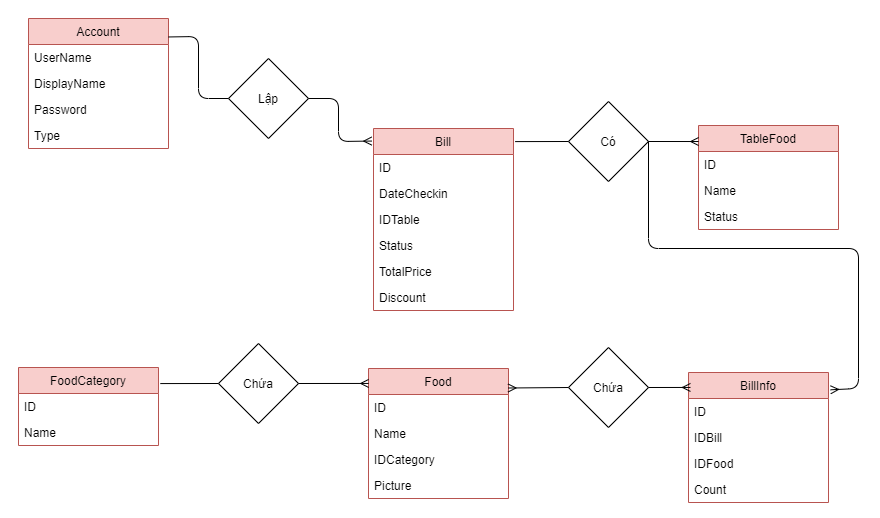 Account
UserName
DisplayName
Password
Type
Lập
Bill
ID
DateCheckin
IDTable
Status
TotalPrice
Discount
Có
TableFood
ID
Name
Status
FoodCategory
ID
Name
Chứa
Food
ID
Name
IDCategory
Picture
Chứa
BillInfo
ID
IDBill
IDFood
Count